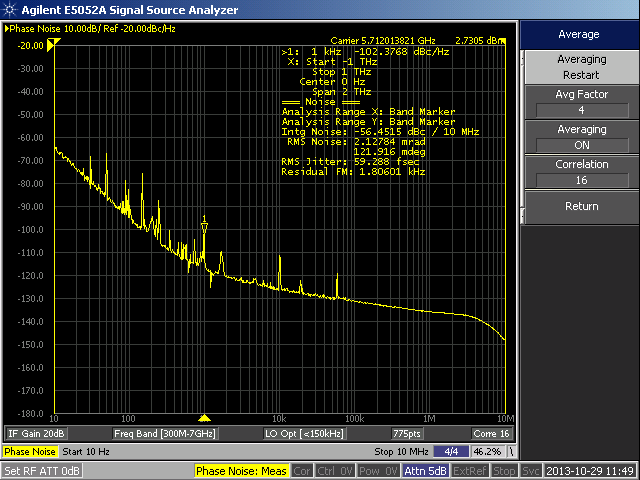 Agilent E5052A Signal Source Analyzer
▶Phase Noise 10.00dB/ Ref -20.00dBc/Hz
Carrier 5.712013821 GHz 2.7305 dBm
>1: 1 kHz -102.3768 dBc/Hz
X: Start -1 THz
Stop 1 THz
Center 0 Hz
Span 2 THz
=== Noise ===
Analysis Range X: Band Marker
Analysis Range Y: Band Marker
Intg Noise: -56.4515 dBc / 10 MHz
RMS Noise: 2.12784 mrad
121.916 mdeg
RMS Jitter: 59.288 fsec
Residual FM: 1.80601 kHz
-20.00
-30.00
-40.00
-50.00
-60.00
-70.00
-80.00
-90.00
-100.0
-110.0
-120.0
-130.0
-140.0
-150.0
-160.0
-170.0
-180.0
1
10 100 10k 100k 1M 10M
IF Gain 20dB Freq Band [300M-7GHz] LO Opt [<150kHz] 775pts Corre 16
Phase Noise Start 10 Hz Stop 10 MHz 4/4 46.2%
Set RF ATT 0dB Phase Noise: Meas Cor Ctrl 0V Pow 0V Attn 5dB ExtRef Stop Svc 2013-10-29 11:49
Average
Averaging
Restart
Avg Factor
4
Averaging
ON
Correlation
16
Return